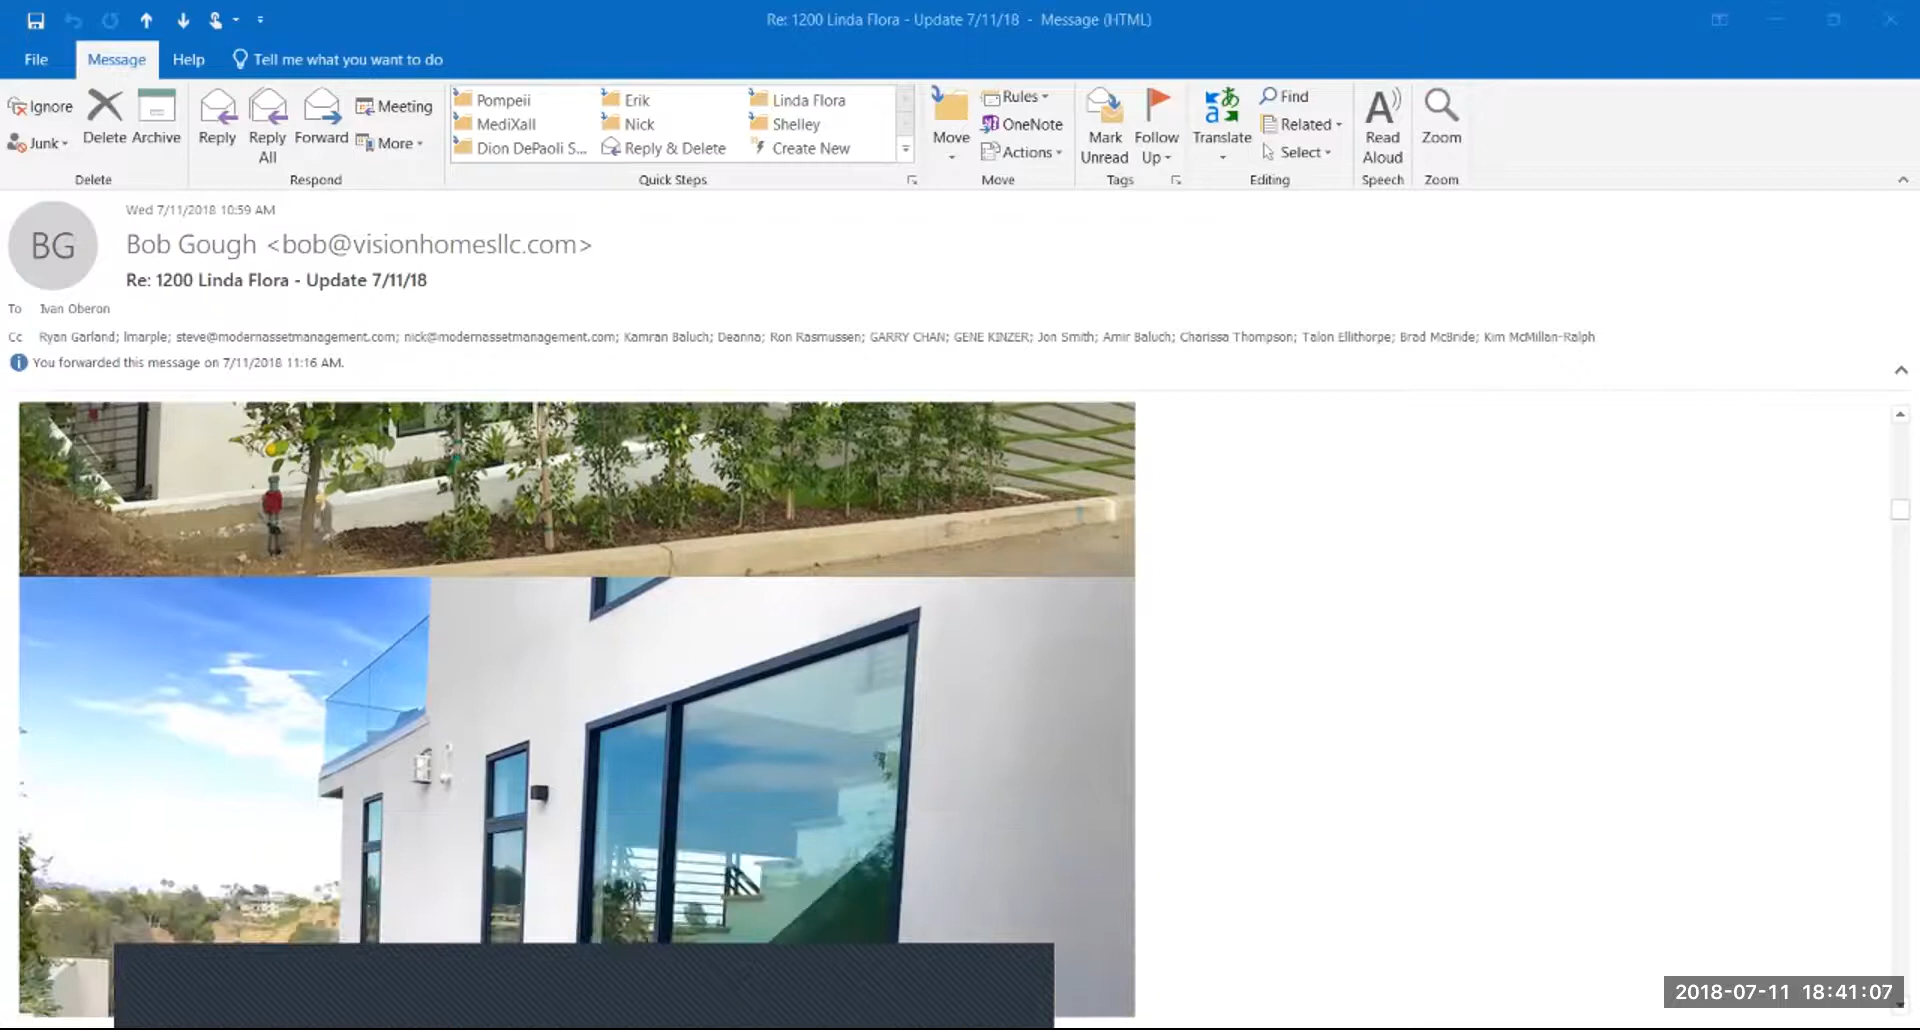 Re: 1200 Linda Flora - Update 7/11/18 - Message (HTML)
File Message Help Tell me what you want to do
Ignore
Junk
Delete
Archive
Delete
Reply
Reply All
Forward
Meeting
More
Respond
Pompeii Erik Linda Flora
MediXall Nick Shelley
Dion DePaoli S... Reply & Delete Create New
Quick Steps
Move
Rules
OneNote
Actions
Move
Mark Unread
Follow Up
Tags
Translate
Find
Related
Select
Editing
Read Aloud
Speech
Zoom
Zoom
BG
Wed 7/11/2018 10:59 AM
Bob Gough <bob@visionhomesllc.com>
Re: 1200 Linda Flora - Update 7/11/18
To Ivan Oberon
Cc Ryan Garland; lmarple; steve@modernassetmanagement.com; nick@modernassetmanagement.com; Kamran Baluch; Deanna; Ron Rasmussen; GARRY CHAN; GENE KINZER; Jon Smith; Amir Baluch; Charissa Thompson; Talon Ellithorpe; Brad McBride; Kim McMillan-Ralph
You forwarded this message on 7/11/2018 11:16 AM.
2018-07-11 18:41:07